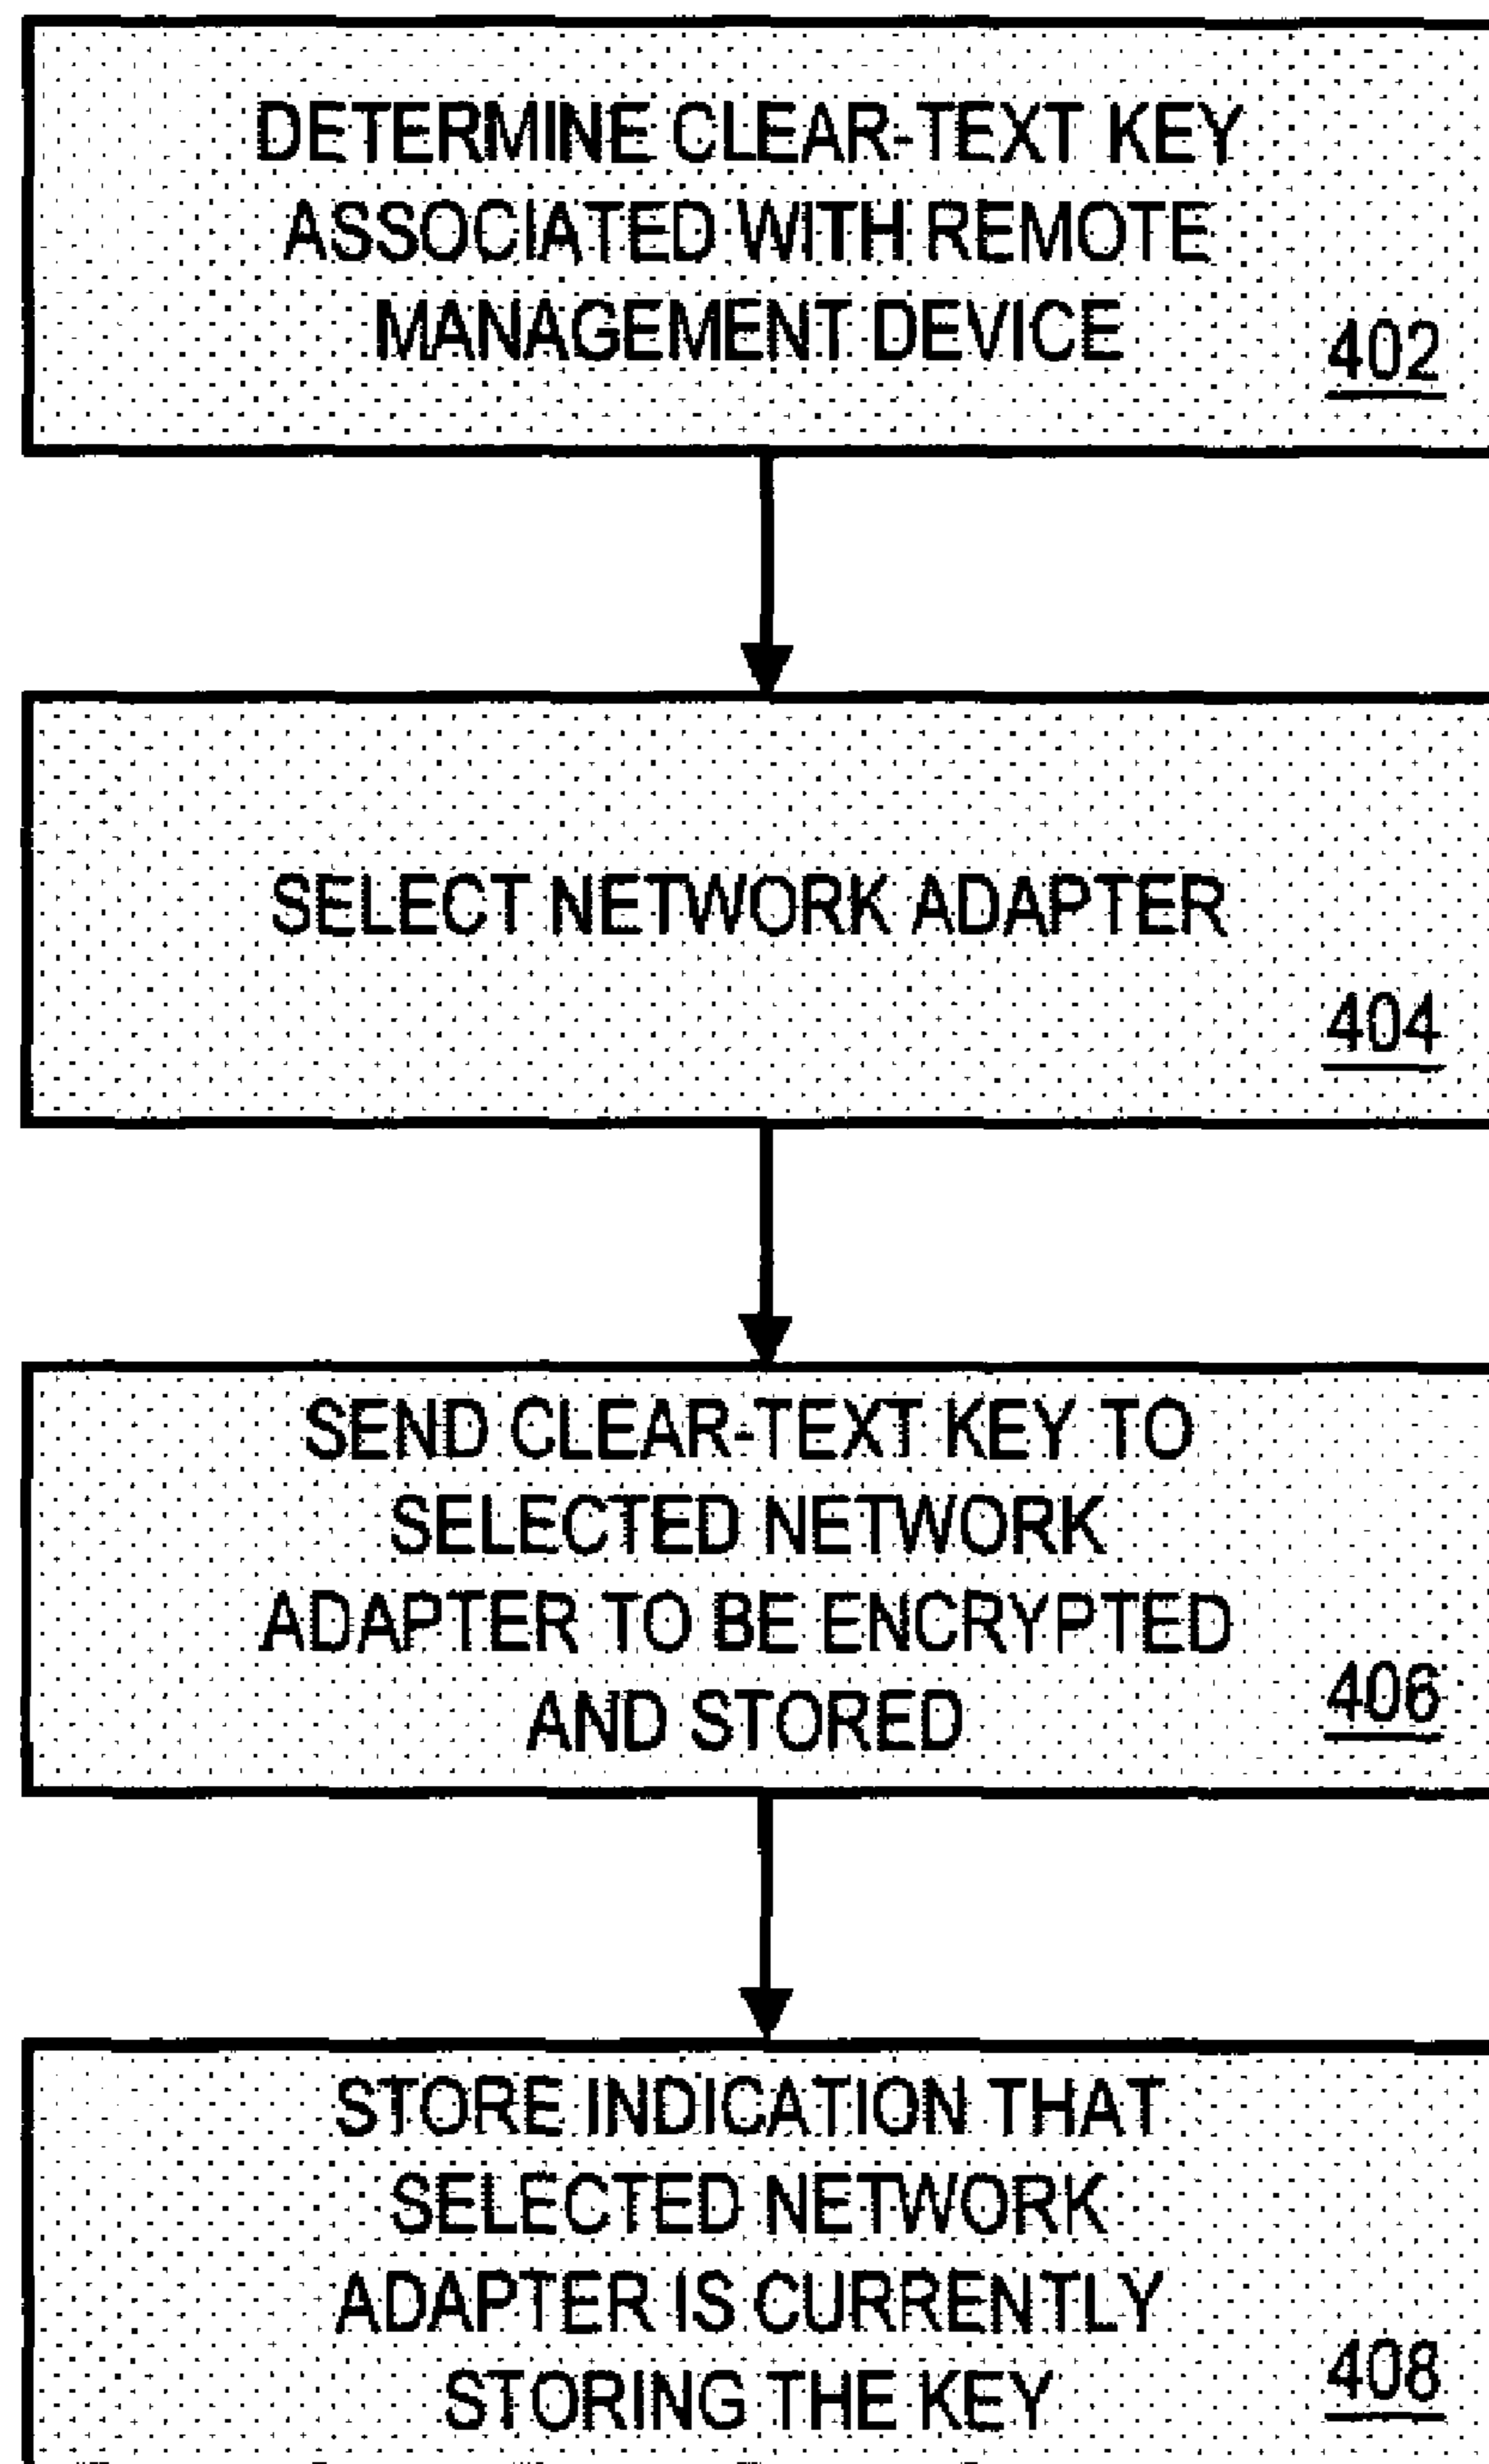 DETERMINE CLEAR-TEXT KEY
ASSOCIATED WITH REMOTE
MANAGEMENT DEVICE
402
SELECT NETWORK ADAPTER
404
SEND CLEAR-TEXT KEY TO
SELECTED NETWORK
ADAPTER TO BE ENCRYPTED
AND STORED
406
STORE INDICATION THAT
SELECTED NETWORK
ADAPTER IS CURRENTLY
STORING THE KEY
408